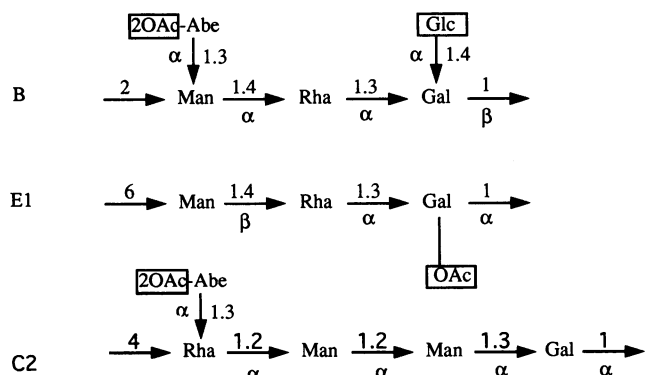 2OAc-Abe Glc
α 1.3 α 1.4
B 2 Man 1.4 Rha 1.3 Gal 1
α α β
E1 6 Man 1.4 Rha 1.3 Gal 1
β α α
2OAc-Abe OAc
α 1.3
C2 4 Rha 1.2 Man 1.2 Man 1.3 Gal 1
α α α α